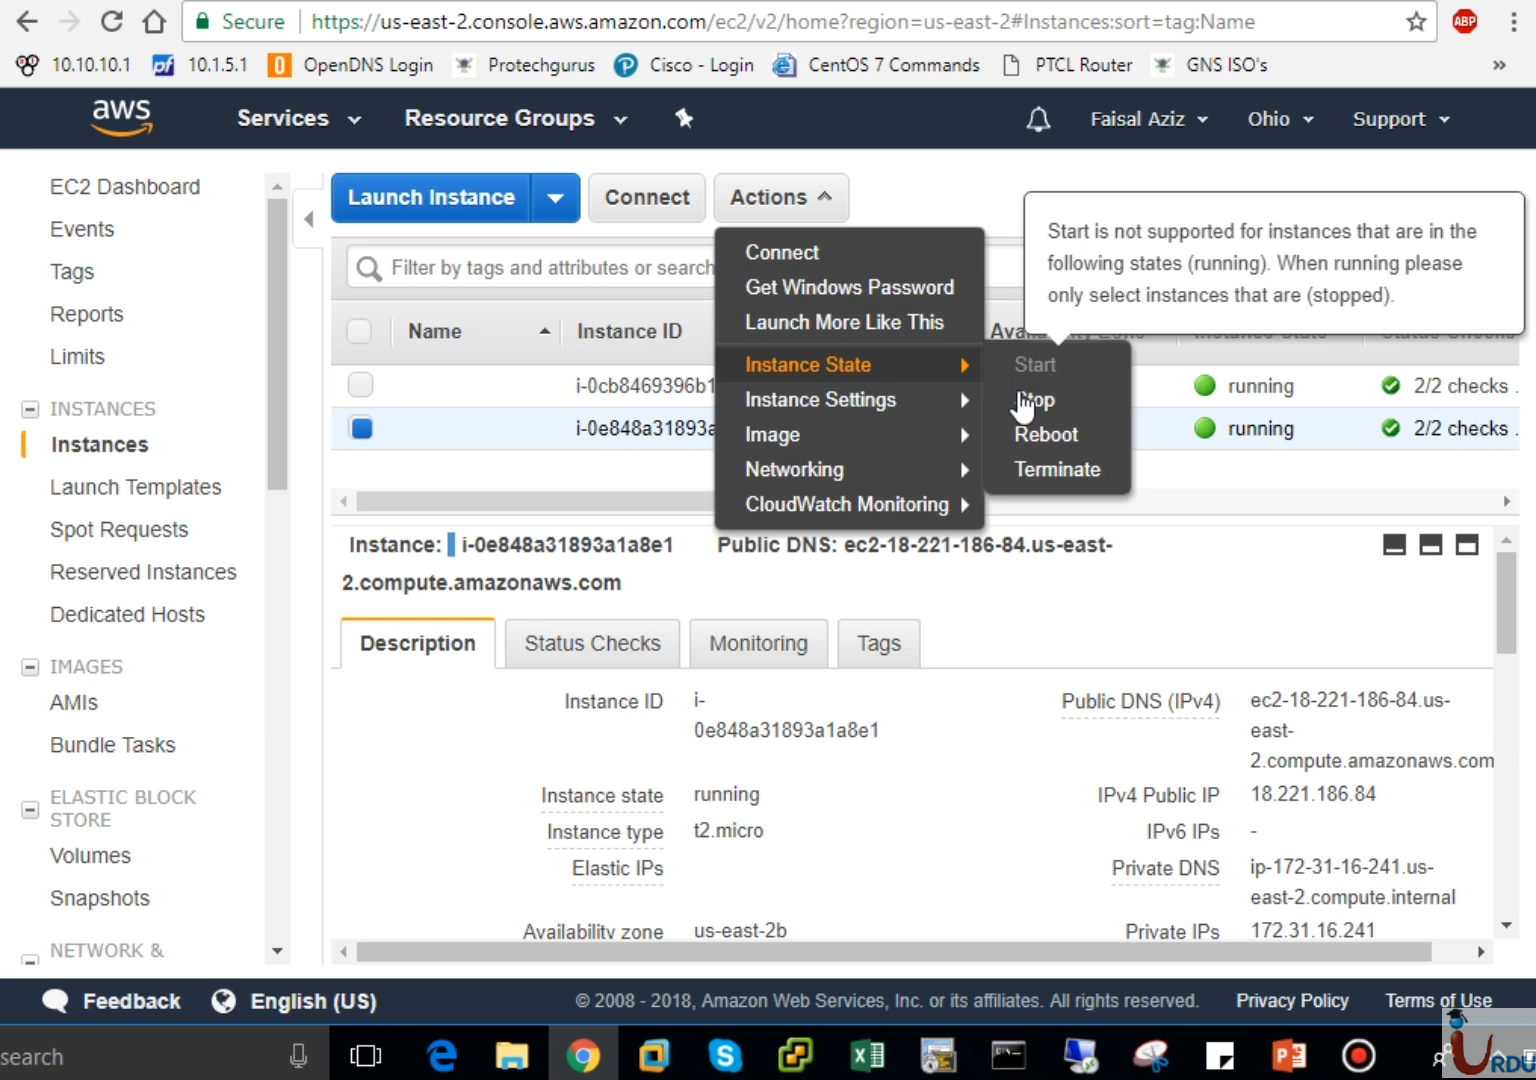 Secure https://us-east-2.console.aws.amazon.com/ec2/v2/home?region=us-east-2#Instances:sort=tag:Name ABP
10.10.10.1 pf 10.1.5.1 OpenDNS Login Protechgurus Cisco - Login CentOS 7 Commands PTCL Router GNS ISO's »
aws Services Resource Groups Faisal Aziz Ohio Support
EC2 Dashboard
Events
Tags
Reports
Limits
INSTANCES
Instances
Launch Templates
Spot Requests
Reserved Instances
Dedicated Hosts
IMAGES
AMIs
Bundle Tasks
ELASTIC BLOCK
STORE
Volumes
Snapshots
NETWORK &
Launch Instance Connect Actions
Filter by tags and attributes or search
Name Instance ID
i-0cb8469396b1 running 2/2 checks .
i-0e848a31893a running 2/2 checks .
Connect
Get Windows Password
Launch More Like This
Instance State
Instance Settings
Image
Networking
CloudWatch Monitoring
Start
Reboot
Terminate
Start is not supported for instances that are in the
following states (running). When running please
only select instances that are (stopped).
Instance: i-0e848a31893a1a8e1 Public DNS: ec2-18-221-186-84.us-east-
2.compute.amazonaws.com
Description Status Checks Monitoring Tags
Instance ID i-
0e848a31893a1a8e1
Instance state running
Instance type t2.micro
Elastic IPs
Availability zone us-east-2b
Public DNS (IPv4) ec2-18-221-186-84.us-
east-
2.compute.amazonaws.com
IPv4 Public IP 18.221.186.84
IPv6 IPs -
Private DNS ip-172-31-16-241.us-
east-2.compute.internal
Private IPs 172.31.16.241
Feedback English (US) © 2008 - 2018, Amazon Web Services, Inc. or its affiliates. All rights reserved. Privacy Policy Terms of Use
search
URDU